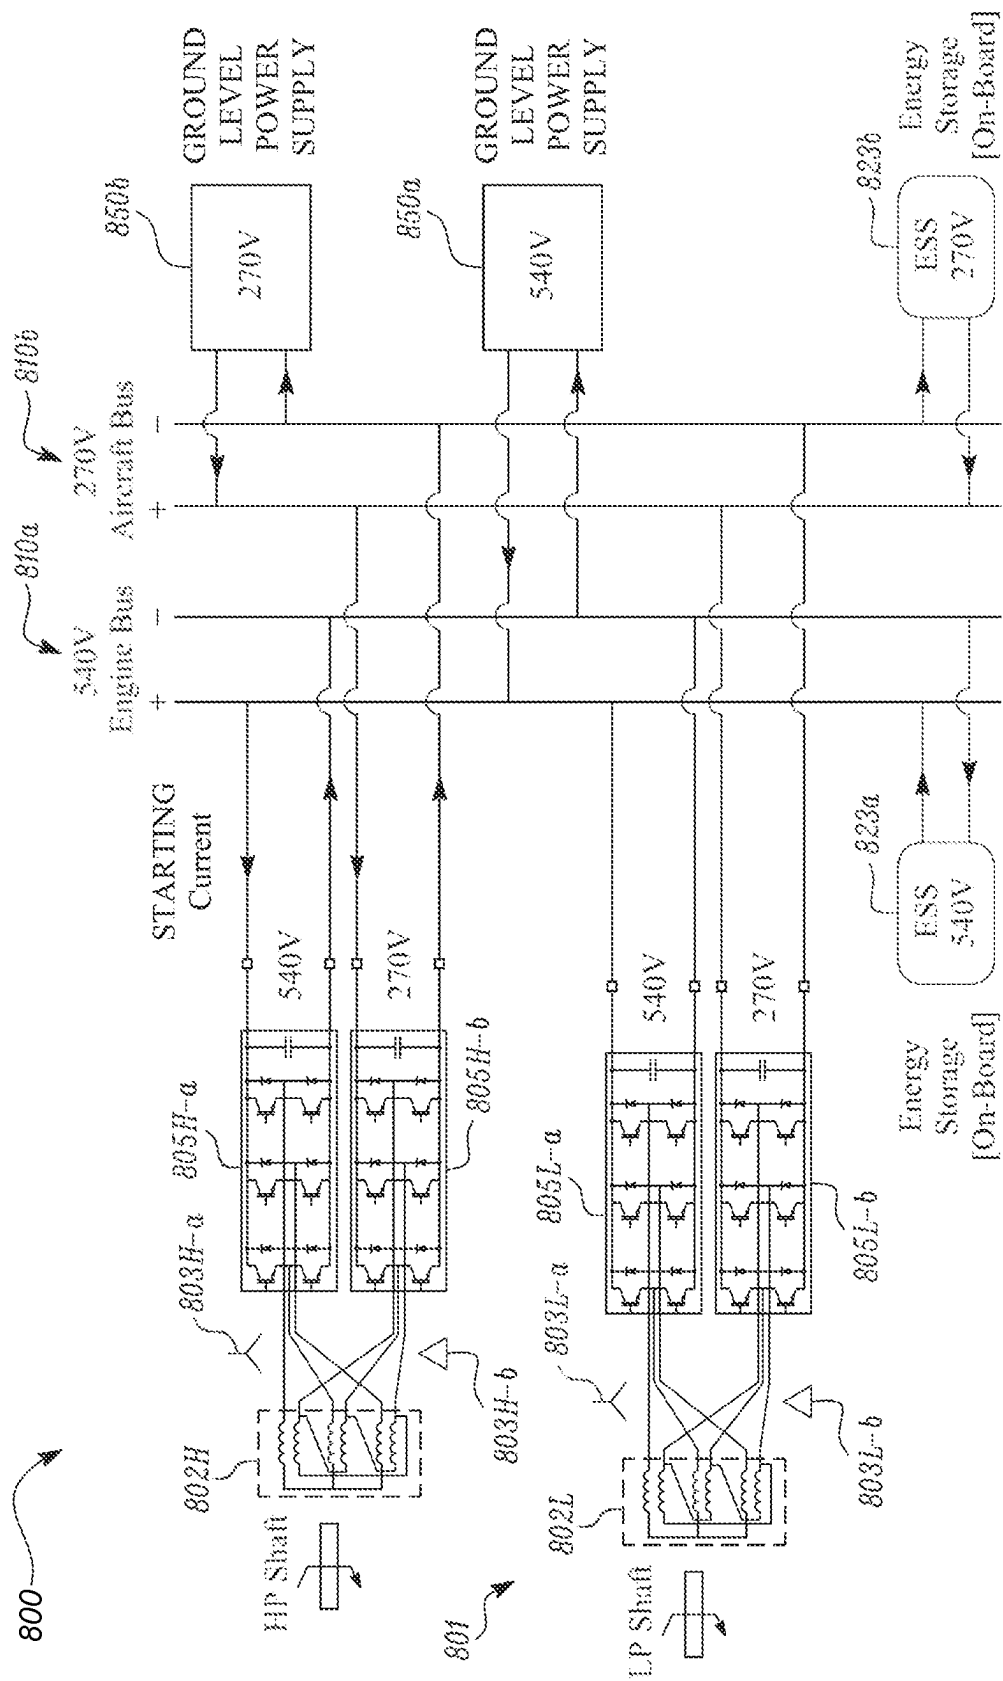 800
801
HP Shaft
802H
803H-a
803H-b
805H-a
805H-b
540V
270V
STARTING
Current
540V
Engine Bus
+
−
810a
270V
Aircraft Bus
+
−
810b
850b
270V
GROUND
LEVEL
POWER
SUPPLY
850a
540V
GROUND
LEVEL
POWER
SUPPLY
LP Shaft
802L
803L-a
803L-b
805L-a
805L-b
540V
270V
823a
ESS
540V
Energy
Storage
[On-Board]
823b
ESS
270V
Energy
Storage
[On-Board]